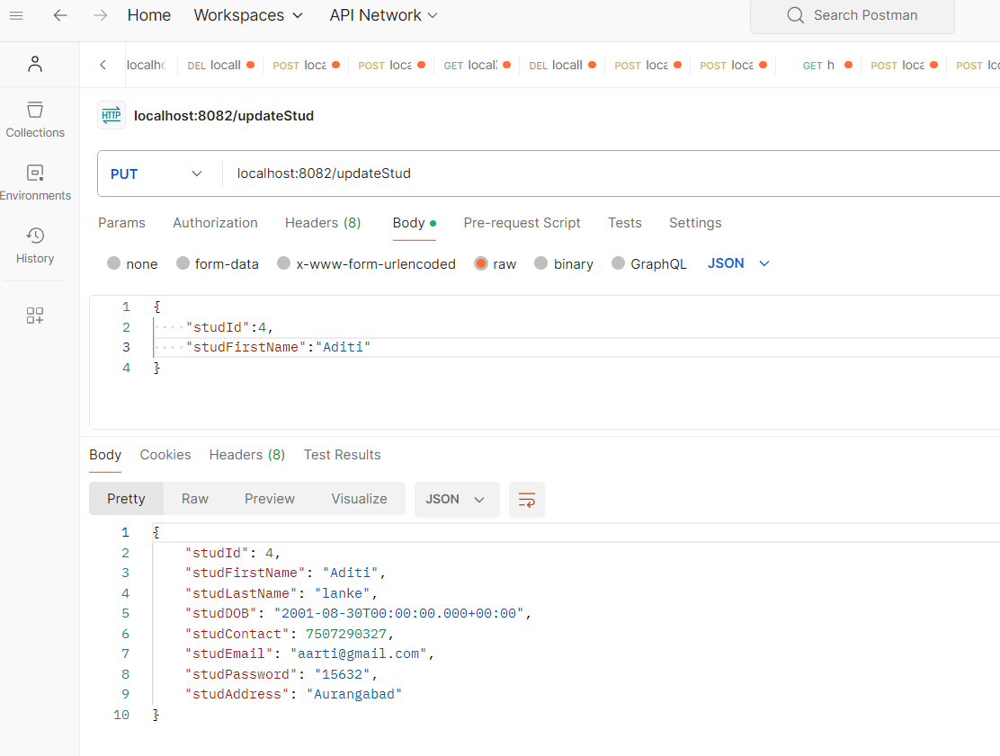 Home Workspaces API Network Search Postman
DEL locall POST loca POST loca GET local DEL locall POST loca POST loca GET h POST loca POST loc
HTTP localhost:8082/updateStud
Collections
PUT localhost:8082/updateStud
Environments
Params Authorization Headers (8) Body Pre-request Script Tests Settings
History
none form-data x-www-form-urlencoded raw binary GraphQL JSON
1 {
2 "studId":4,
3 "studFirstName":"Aditi"
4 }
Body Cookies Headers (8) Test Results
Pretty Raw Preview Visualize JSON
1 {
2 "studId": 4,
3 "studFirstName": "Aditi",
4 "studLastName": "lanke",
5 "studDOB": "2001-08-30T00:00:00.000+00:00",
6 "studContact": 7507290327,
7 "studEmail": "aarti@gmail.com",
8 "studPassword": "15632",
9 "studAddress": "Aurangabad"
10 }